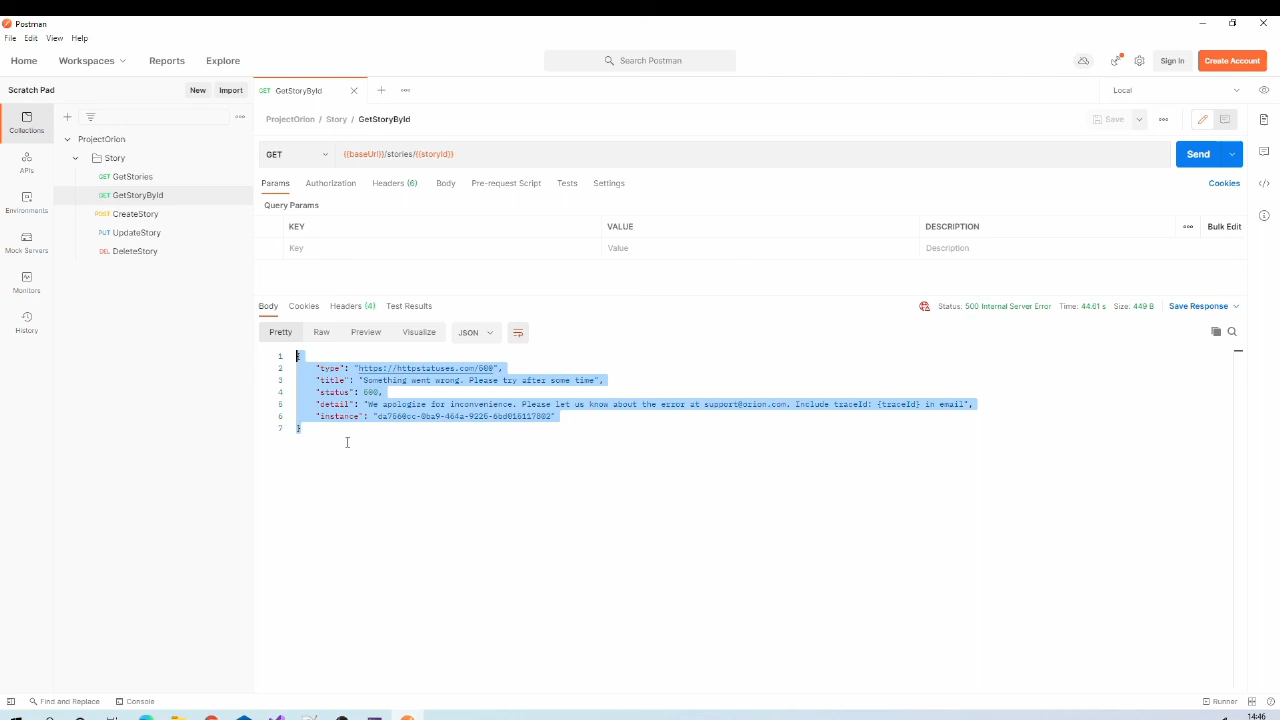 Postman
File Edit View Help
Home Workspaces Reports Explore
Search Postman
Sign In Create Account
Scratch Pad New Import
GET GetStoryById
Local
Collections
APIs
Environments
Mock Servers
Monitors
History
ProjectOrion
Story
GET GetStories
GET GetStoryById
POST CreateStory
PUT UpdateStory
DEL DeleteStory
ProjectOrion / Story / GetStoryById
Save
GET {{baseUrl}}/stories/{{storyId}}
Send
Params Authorization Headers (6) Body Pre-request Script Tests Settings Cookies
Query Params
KEY VALUE DESCRIPTION Bulk Edit
Key Value Description
Body Cookies Headers (4) Test Results
Status: 500 Internal Server Error Time: 44.61 s Size: 449 B Save Response
Pretty Raw Preview Visualize JSON
1 {
2 "type": "https://httpstatuses.com/500",
3 "title": "Something went wrong. Please try after some time",
4 "status": 500,
5 "detail": "We apologize for inconvenience. Please let us know about the error at support@orion.com. Include traceId: {traceId} in email",
6 "instance":
7 }
Find and Replace Console
Runner
14:46